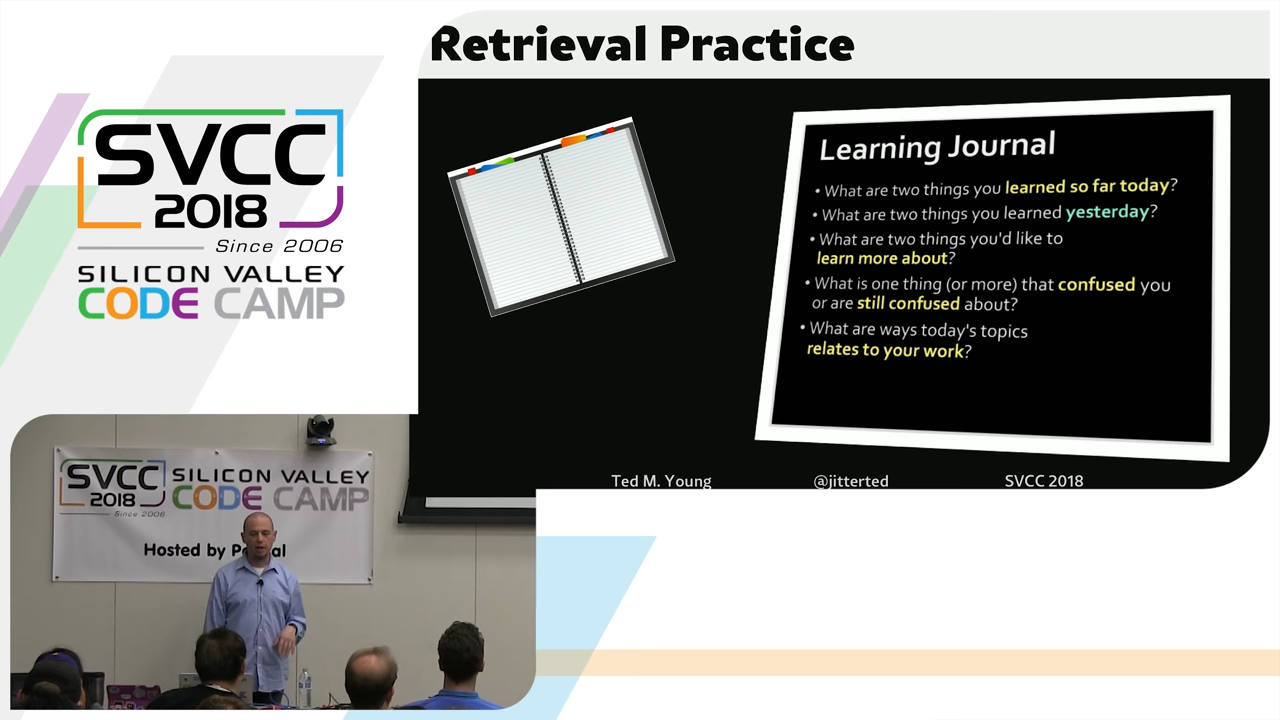 Retrieval Practice
SVCC
2018
Since 2006
SILICON VALLEY
CODE CAMP
Learning Journal
• What are two things you learned so far today?
• What are two things you learned yesterday?
• What are two things you'd like to
learn more about?
• What is one thing (or more) that confused you
or are still confused about?
• What are ways today's topics
relates to your work?
Ted M. Young
@jitterted
SVCC 2018
SVCC
2018
Since 2006
SILICON VALLEY
CODE CAMP
Hosted by